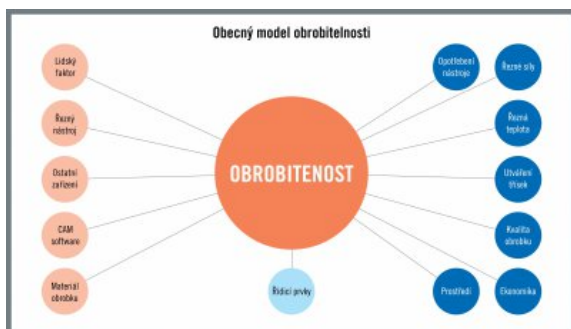 Obecný model obrobitelnosti
Lidský
faktor
Řezný
nástroj
Ostatní
zařízení
CAM
software
Materiál
obrobku
OBROBITENOST
Řídicí prvky
Opotřebení
nástroje
Řezné síly
Řezná
teplota
Utváření
třísek
Kvalita
obrobku
Prostředí
Ekonomika